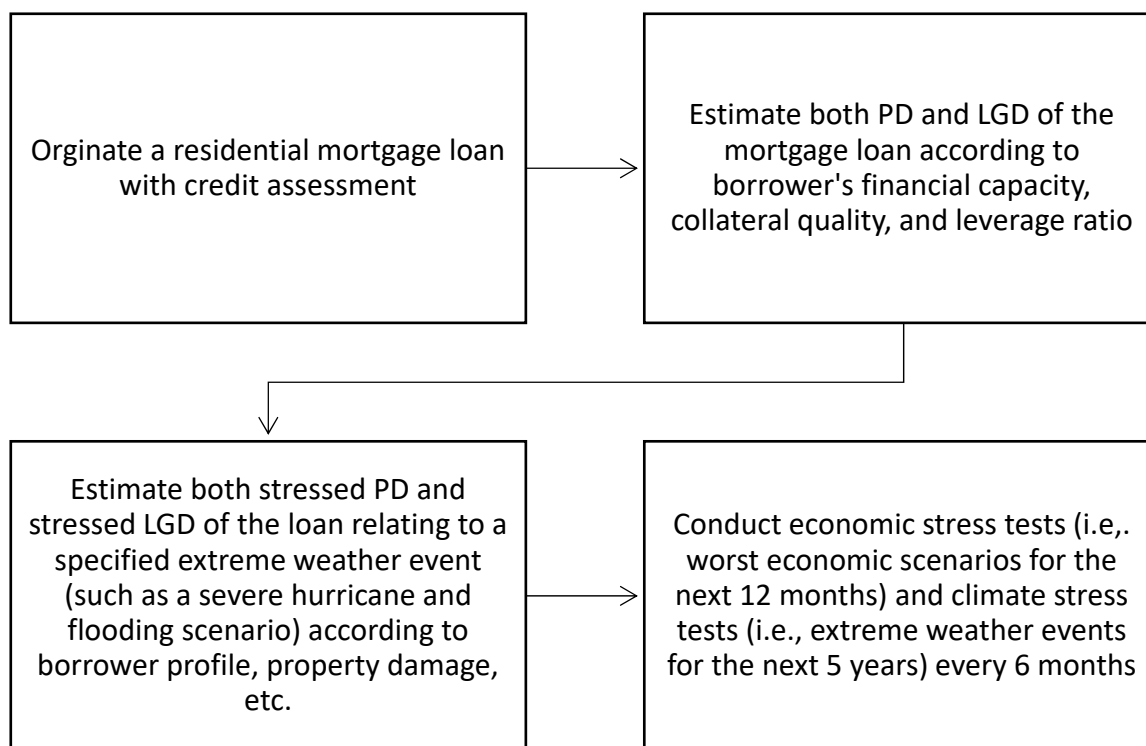 Orginate a residential mortgage loan
with credit assessment
Estimate both PD and LGD of the
mortgage loan according to
borrower's financial capacity,
collateral quality, and leverage ratio
Estimate both stressed PD and
stressed LGD of the loan relating to a
specified extreme weather event
(such as a severe hurricane and
flooding scenario) according to
borrower profile, property damage,
etc.
Conduct economic stress tests (i.e,.
worst economic scenarios for the
next 12 months) and climate stress
tests (i.e., extreme weather events
for the next 5 years) every 6 months